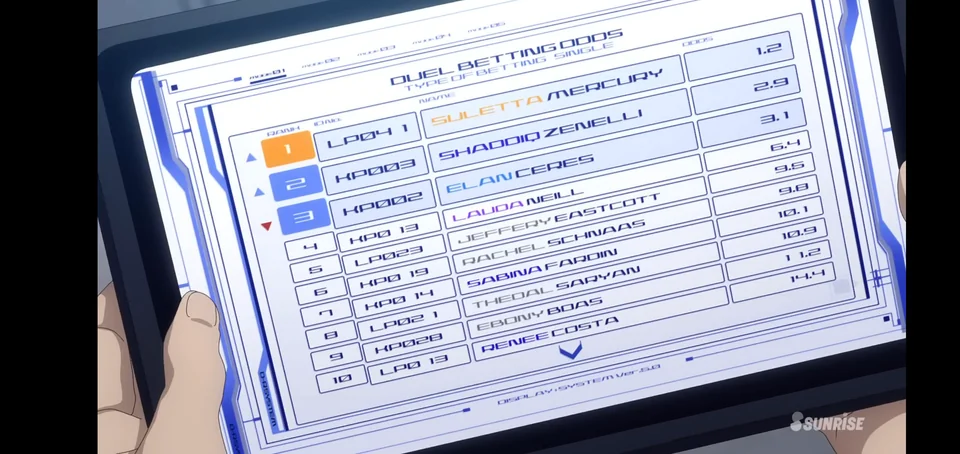 mode01 mode02 mode03 mode04 mode05
DUEL BETTING ODDS
TYPE OF BETTING SINGLE
RANK ID.NO. NAME ODDS
1 LP041 SULETTA MERCURY 1.2
2 KP003 SHADDIQ ZENELLI 2.9
3 KP002 ELAN CERES 3.1
4 KP013 LAUDA NEILL 6.4
5 LP023 JEFFERY EASTCOTT 9.5
6 KP019 RACHEL SCHNAAS 9.8
7 KP014 SABINA FARDIN 10.1
8 LP021 THEDAL SARYAN 10.9
9 KP028 EBONY BOAS 11.2
10 LP013 RENEE COSTA 14.4
DISPLAY:SYSTEM Ver.5.0
SUNRISE